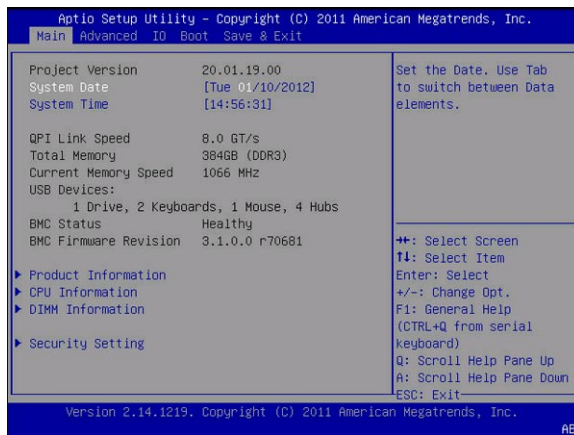 Aptio Setup Utility – Copyright (C) 2011 American Megatrends, Inc.
Main Advanced IO Boot Save & Exit
Project Version 20.01.19.00
System Date [Tue 01/10/2012]
System Time [14:56:31]
QPI Link Speed 8.0 GT/s
Total Memory 384GB (DDR3)
Current Memory Speed 1066 MHz
USB Devices:
1 Drive, 2 Keyboards, 1 Mouse, 4 Hubs
BMC Status Healthy
BMC Firmware Revision 3.1.0.0 r70681
▶ Product Information
▶ CPU Information
▶ DIMM Information
▶ Security Setting
Set the Date. Use Tab
to switch between Data
elements.
→←: Select Screen
↑↓: Select Item
Enter: Select
+/-: Change Opt.
F1: General Help
(CTRL+Q from serial
keyboard)
Q: Scroll Help Pane Up
A: Scroll Help Pane Down
ESC: Exit
Version 2.14.1219. Copyright (C) 2011 American Megatrends, Inc.
AB